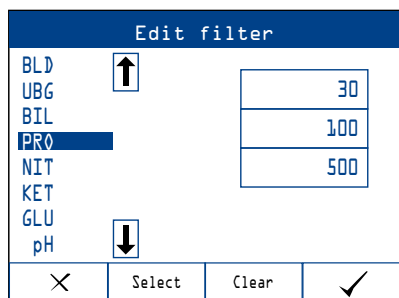 Edit filter
BLD
UBG
BIL
PRO
NIT
KET
GLU
pH
30
100
500
Select
Clear